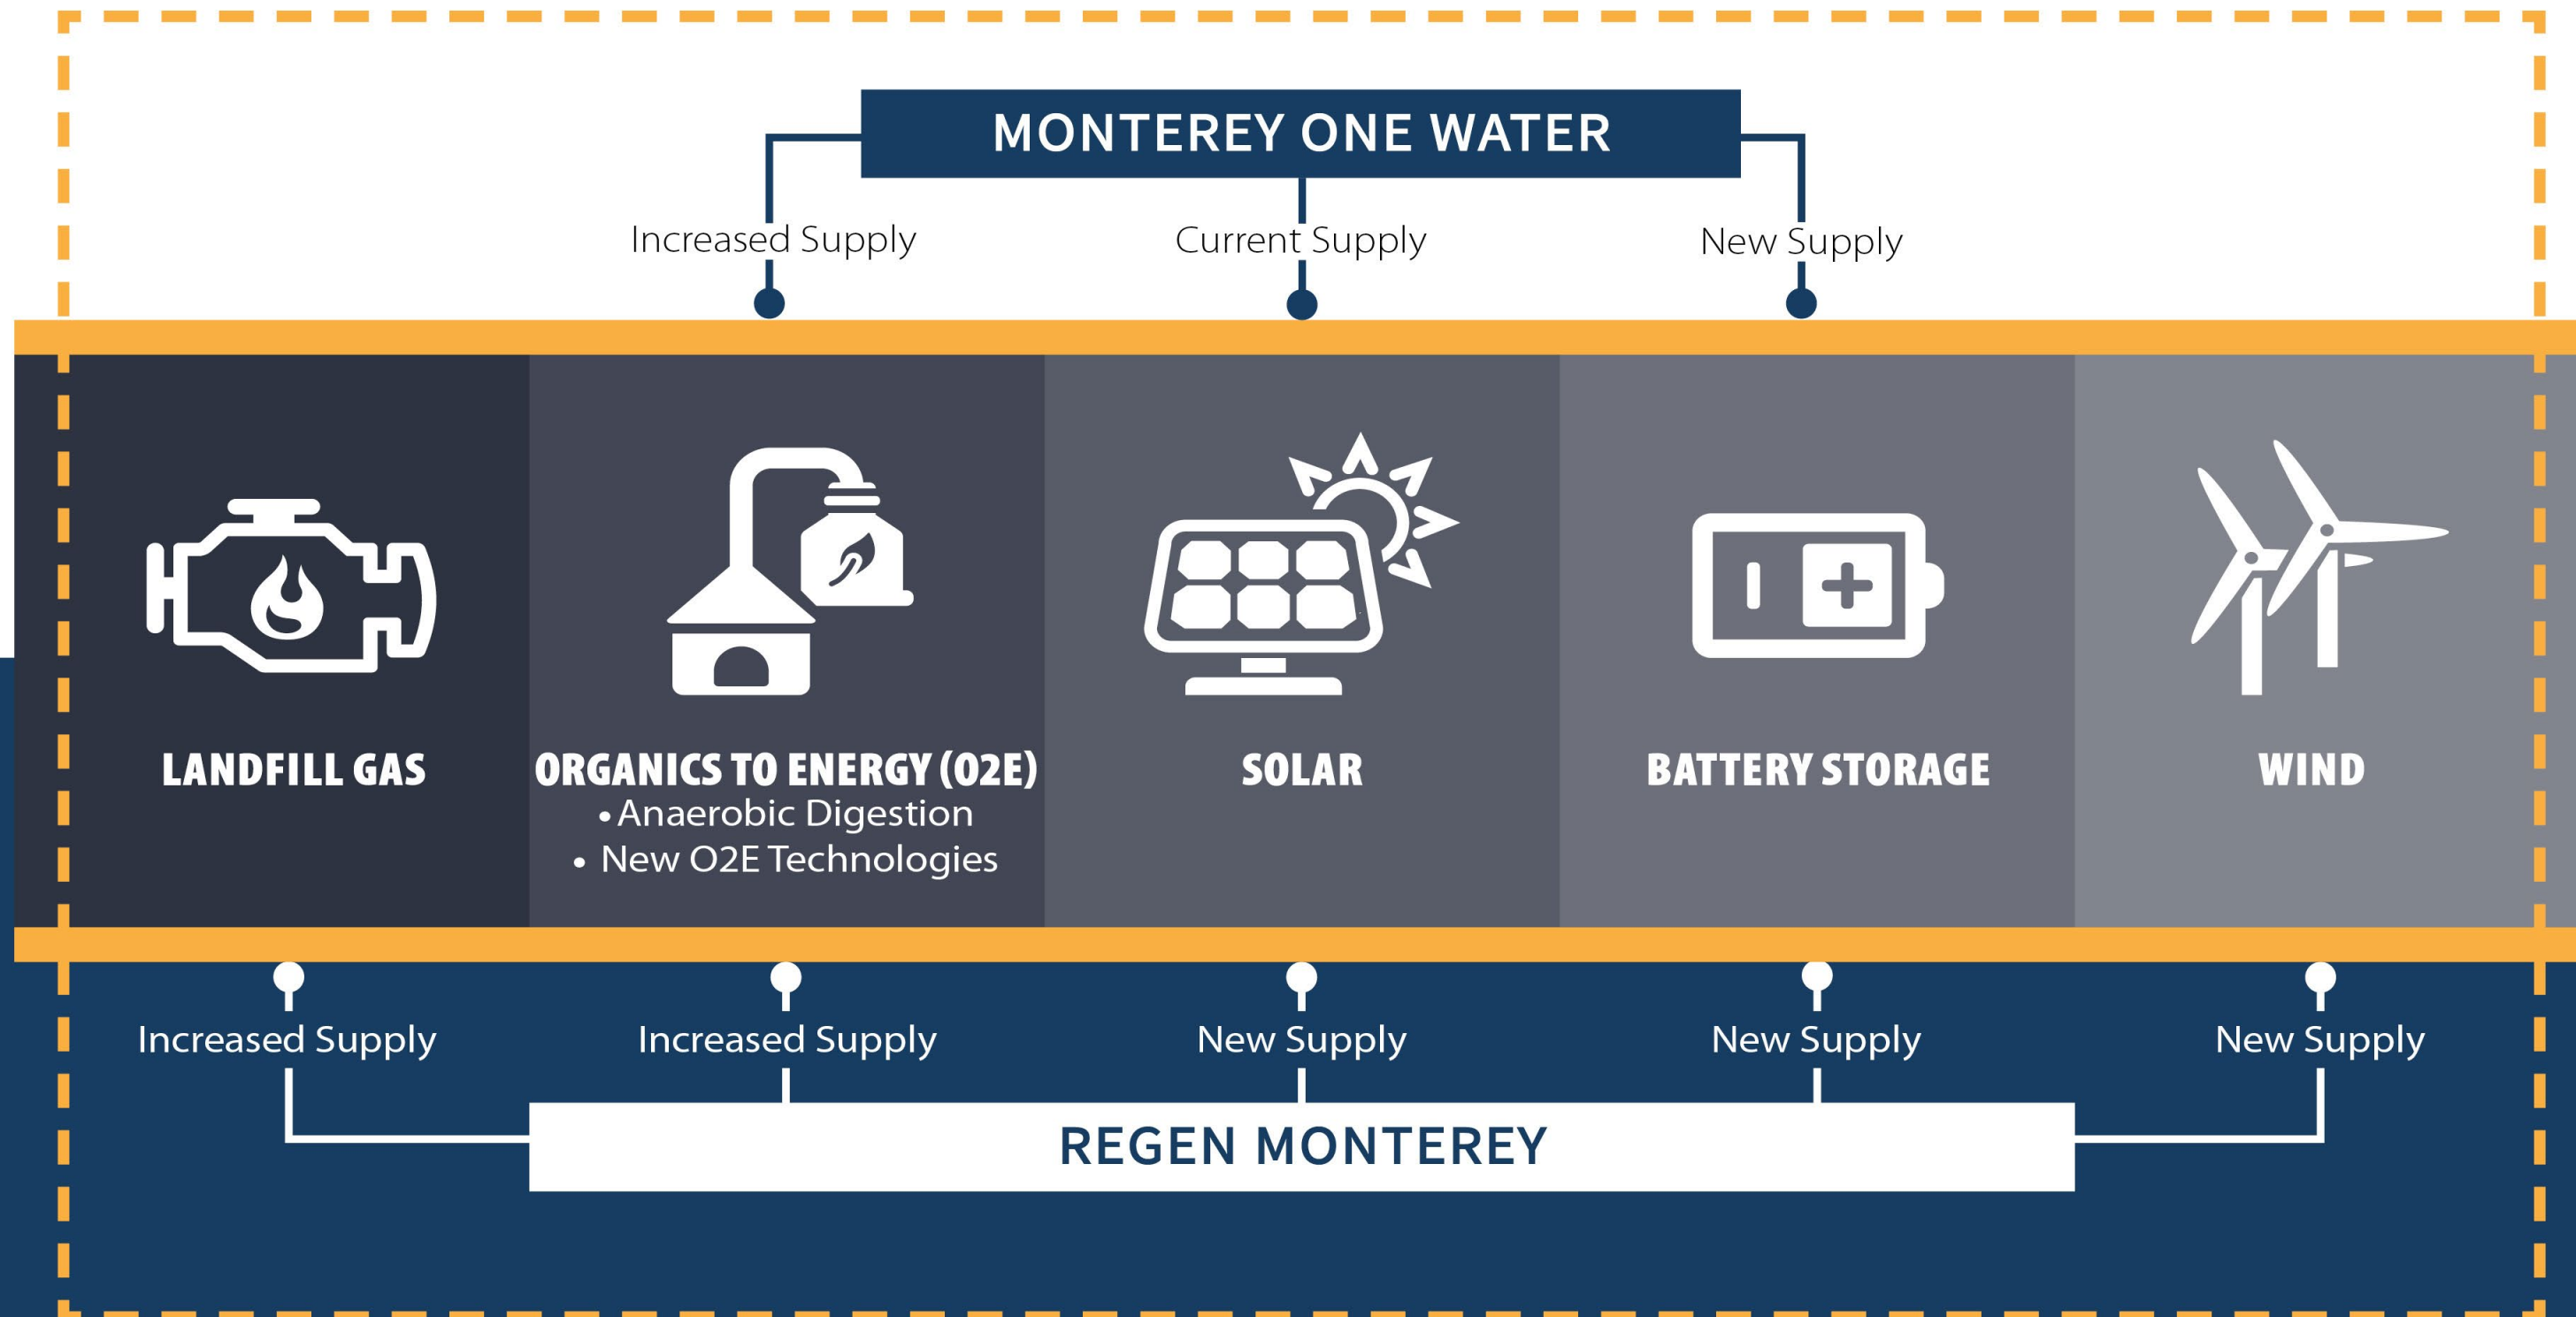 MONTEREY ONE WATER
Increased Supply
Current Supply
New Supply
LANDFILL GAS
ORGANICS TO ENERGY (O2E)
• Anaerobic Digestion
• New O2E Technologies
SOLAR
BATTERY STORAGE
WIND
Increased Supply
Increased Supply
New Supply
New Supply
New Supply
REGEN MONTEREY